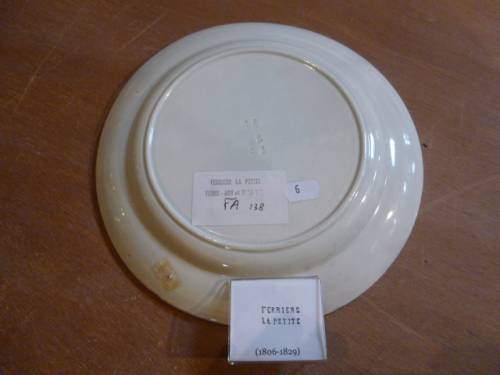 FERRIERE LA PETITE
FA 138
6
FERRIERE
LA PETITE
(1806-1829)